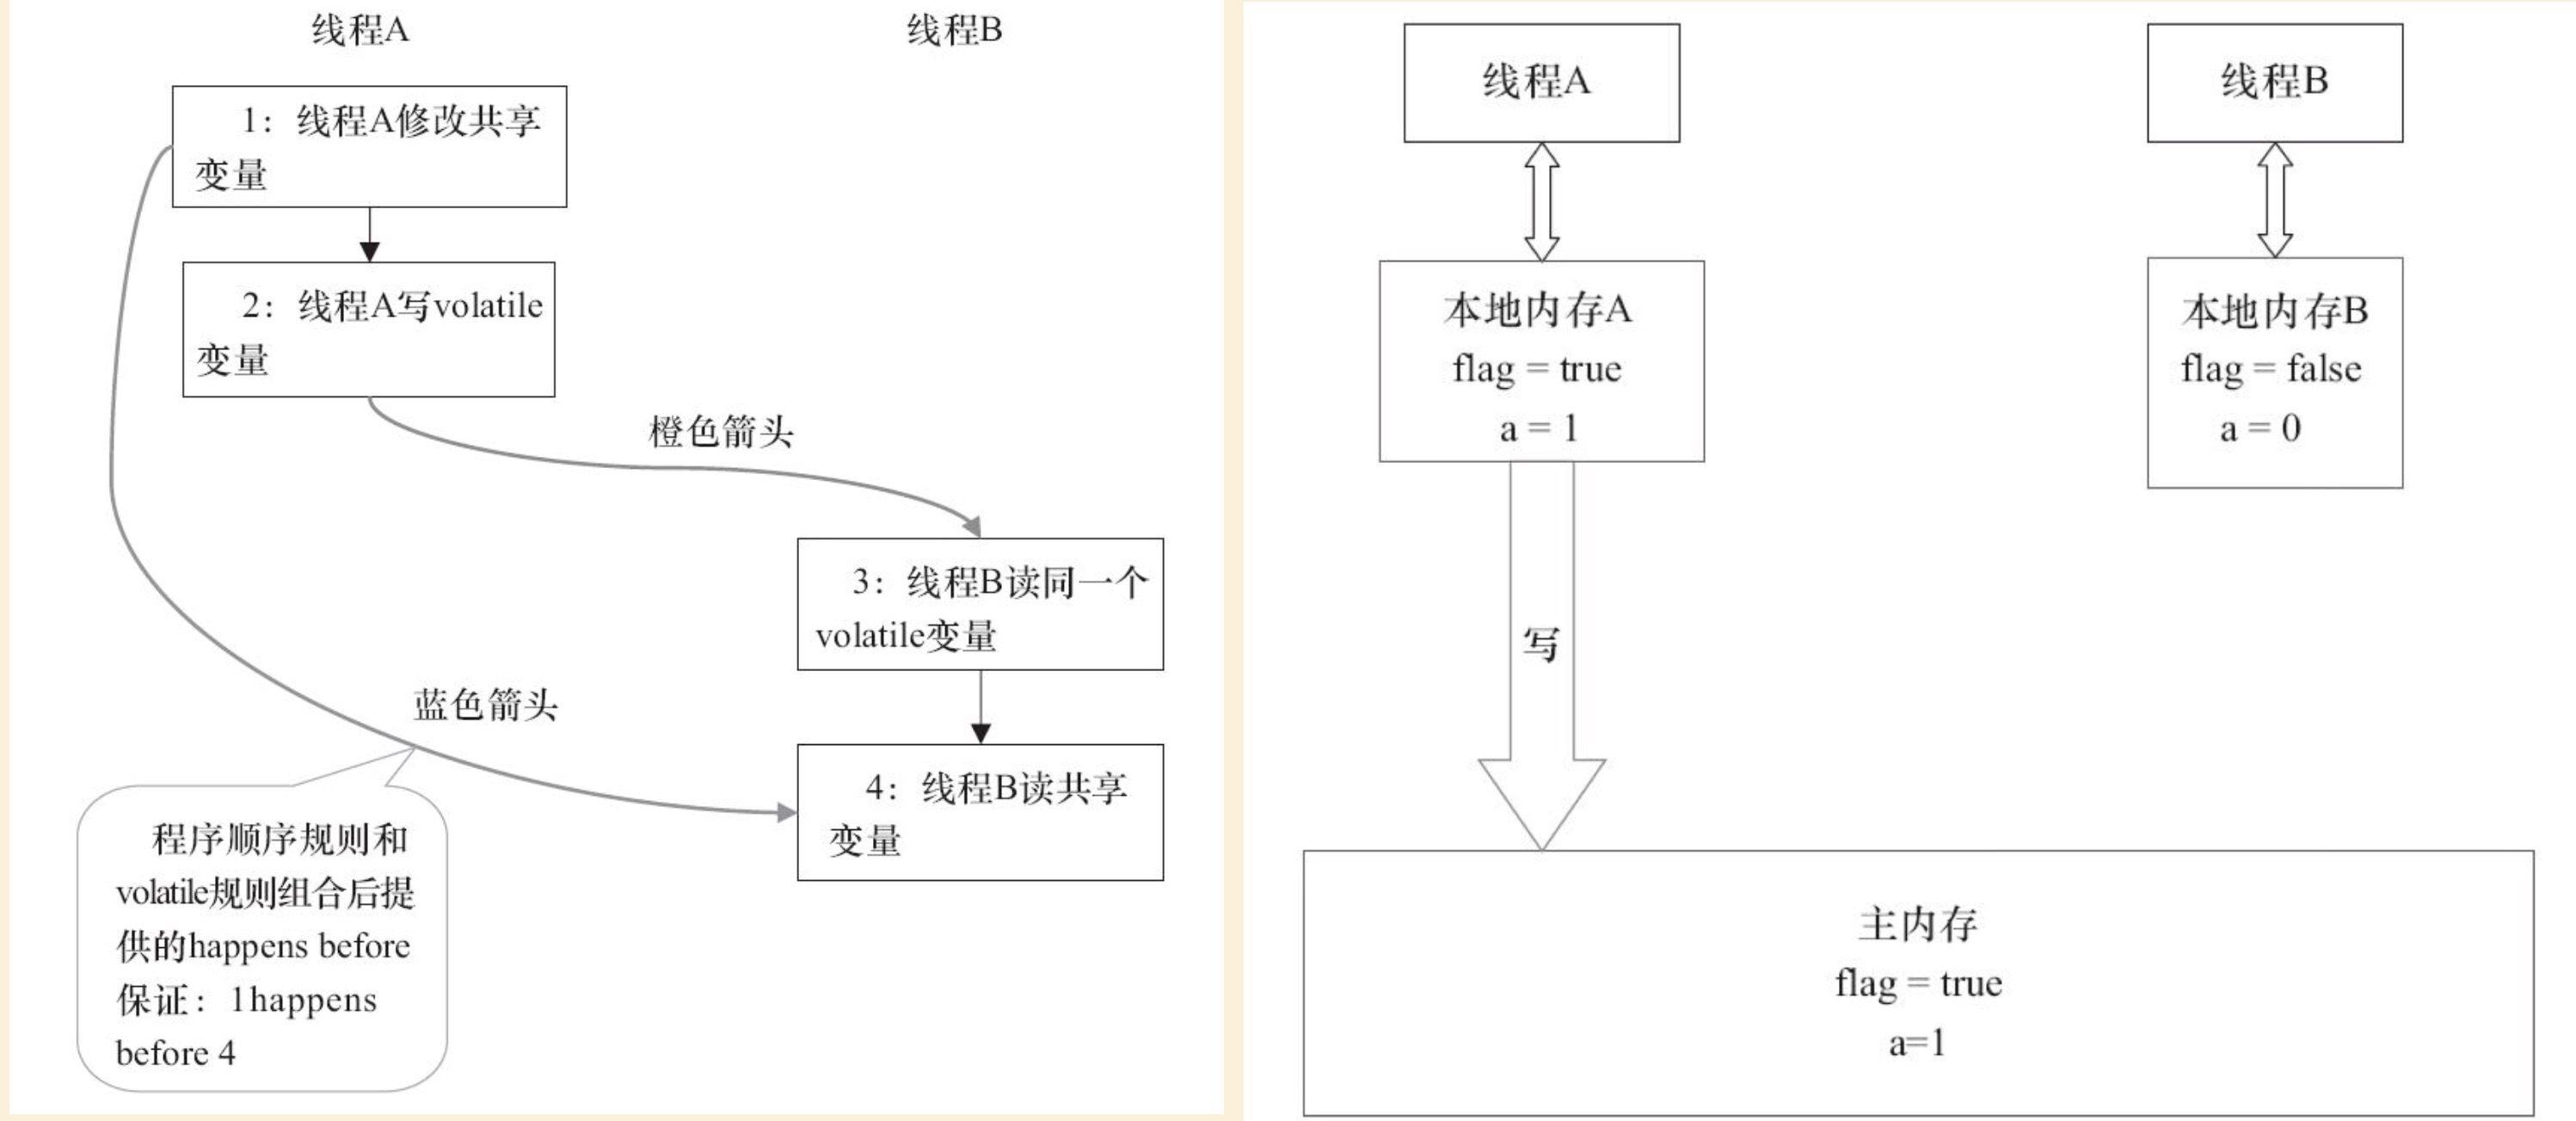 线程A
线程B
1：线程A修改共享
变量
2：线程A写volatile
变量
橙色箭头
3：线程B读同一个
volatile变量
蓝色箭头
4：线程B读共享
变量
程序顺序规则和
volatile规则组合后提
供的happens before
保证：1happens
before 4
线程A
线程B
本地内存A
flag = true
a = 1
本地内存B
flag = false
a = 0
写
主内存
flag = true
a=1